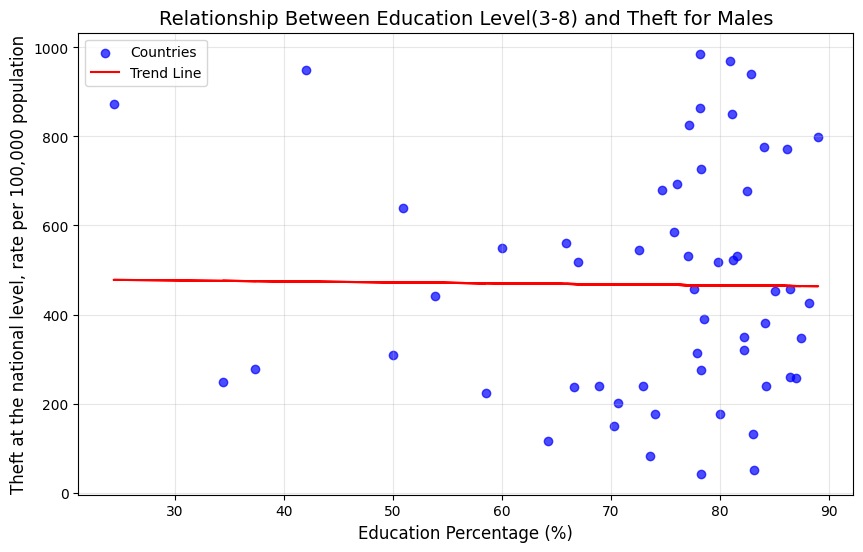 Relationship Between Education Level(3-8) and Theft for Males
Countries
Trend Line
Theft at the national level, rate per 100,000 population
1000
800
600
400
200
0
30 40 50 60 70 80 90
Education Percentage (%)